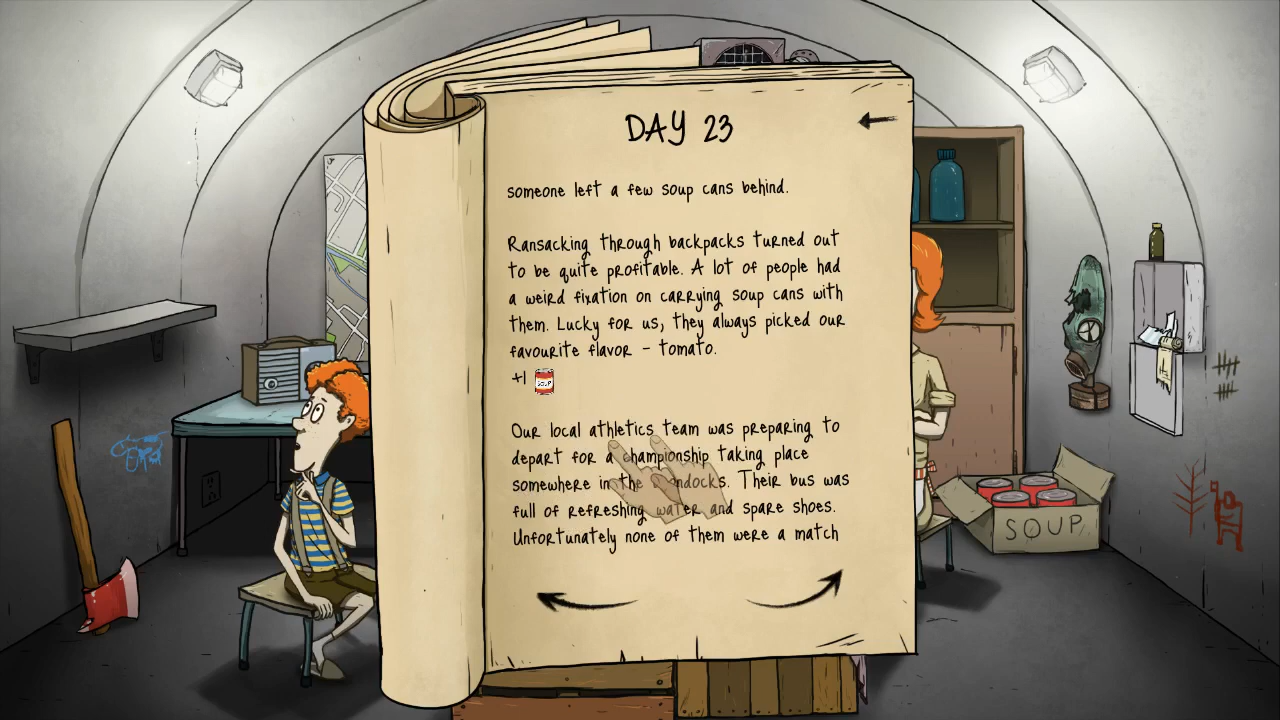 DAY 23
someone left a few soup cans behind.
Ransacking through backpacks turned out
to be quite profitable. A lot of people had
a weird fixation on carrying soup cans with
them. Lucky for us, they always picked our
favourite flavor - tomato.
+1 SOUP
Our local athletics team was preparing to
depart for a championship taking place
somewhere in the boondocks. Their bus was
full of refreshing water and spare shoes.
Unfortunately none of them were a match
SOUP